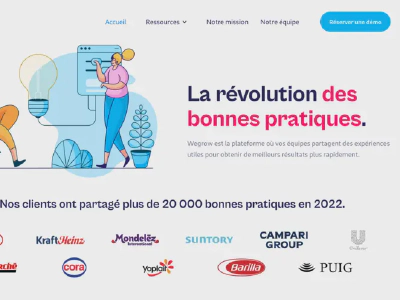 Accueil Ressources Notre mission Notre équipe Réserver une démo
La révolution des
bonnes pratiques.
Wegrow est la plateforme où vos équipes partagent des expériences
utiles pour obtenir de meilleurs résultats plus rapidement.
Nos clients ont partagé plus de 20 000 bonnes pratiques en 2022.
KraftHeinz Mondelēz International SUNTORY CAMPARI GROUP Unilever
cora Yoplait Barilla PUIG